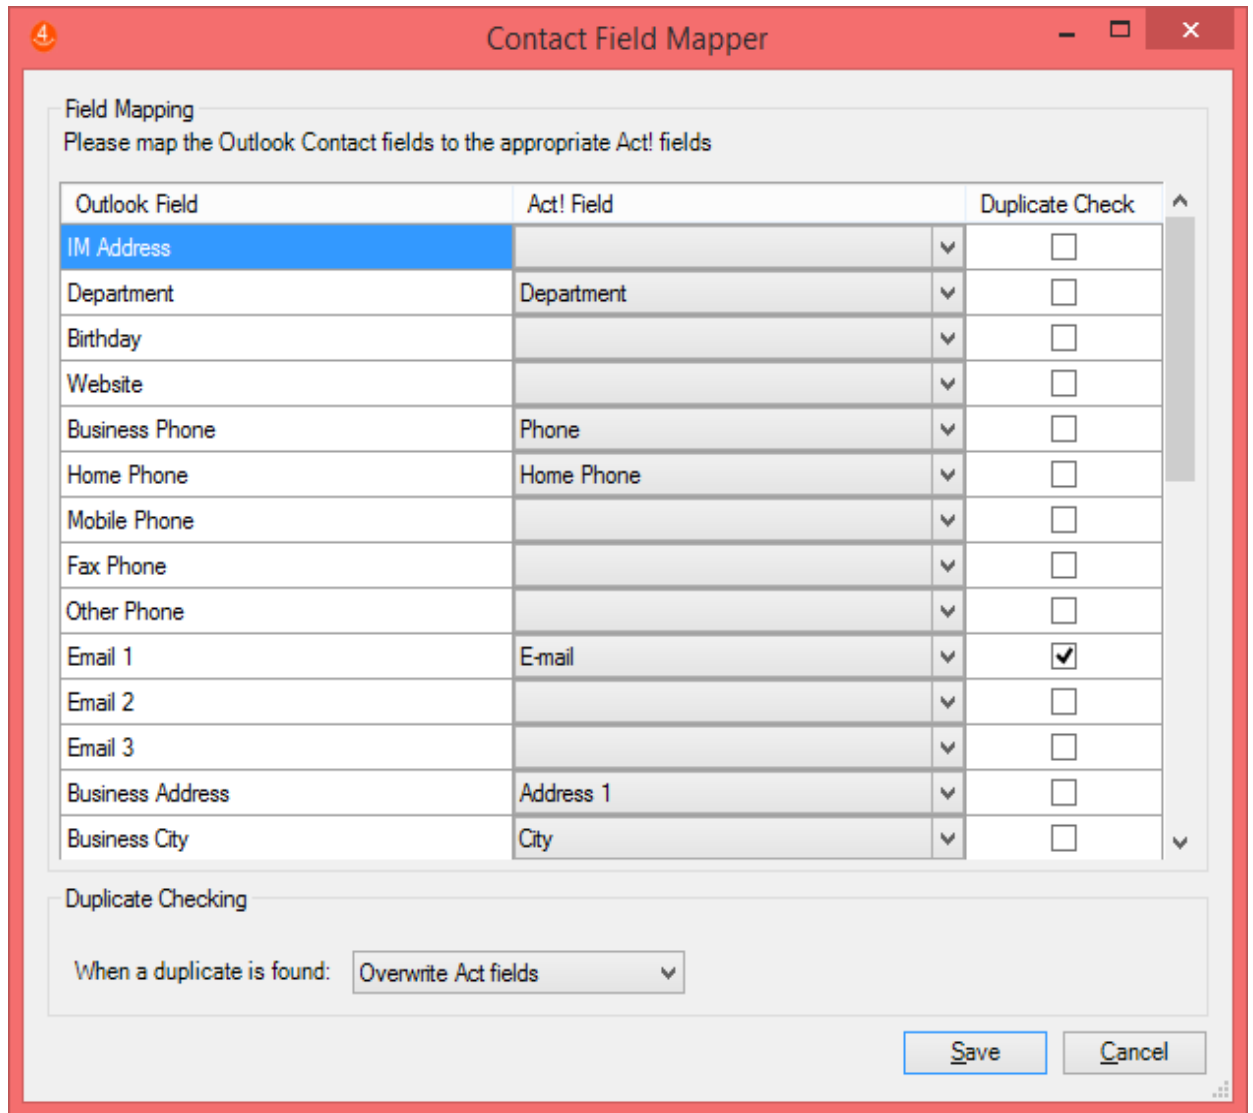 4
Contact Field Mapper
Field Mapping
Please map the Outlook Contact fields to the appropriate Act! fields
Outlook Field Act! Field Duplicate Check
IM Address
Department Department
Birthday
Website
Business Phone Phone
Home Phone Home Phone
Mobile Phone
Fax Phone
Other Phone
Email 1 E-mail
Email 2
Email 3
Business Address Address 1
Business City City
Duplicate Checking
When a duplicate is found: Overwrite Act fields
Save Cancel